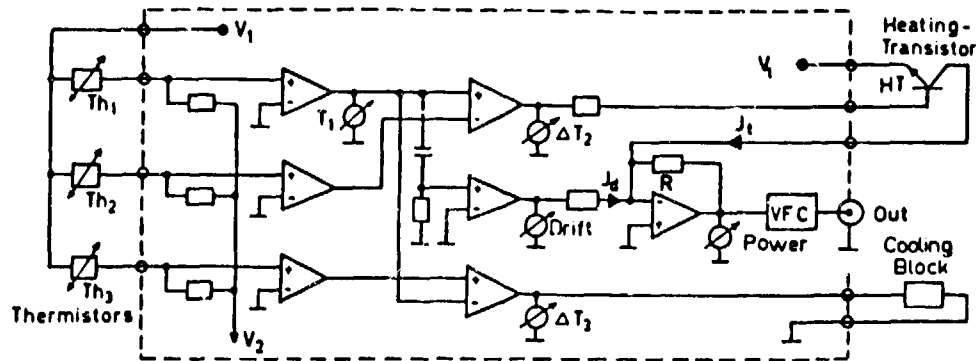 Heating-
Transistor
V1
V1
HT
Th1
T1
ΔT2
Jt
Th2
Jd
R
Drift
VFC
Out
Power
Cooling
Block
Th3
Thermistors
V2
ΔT3